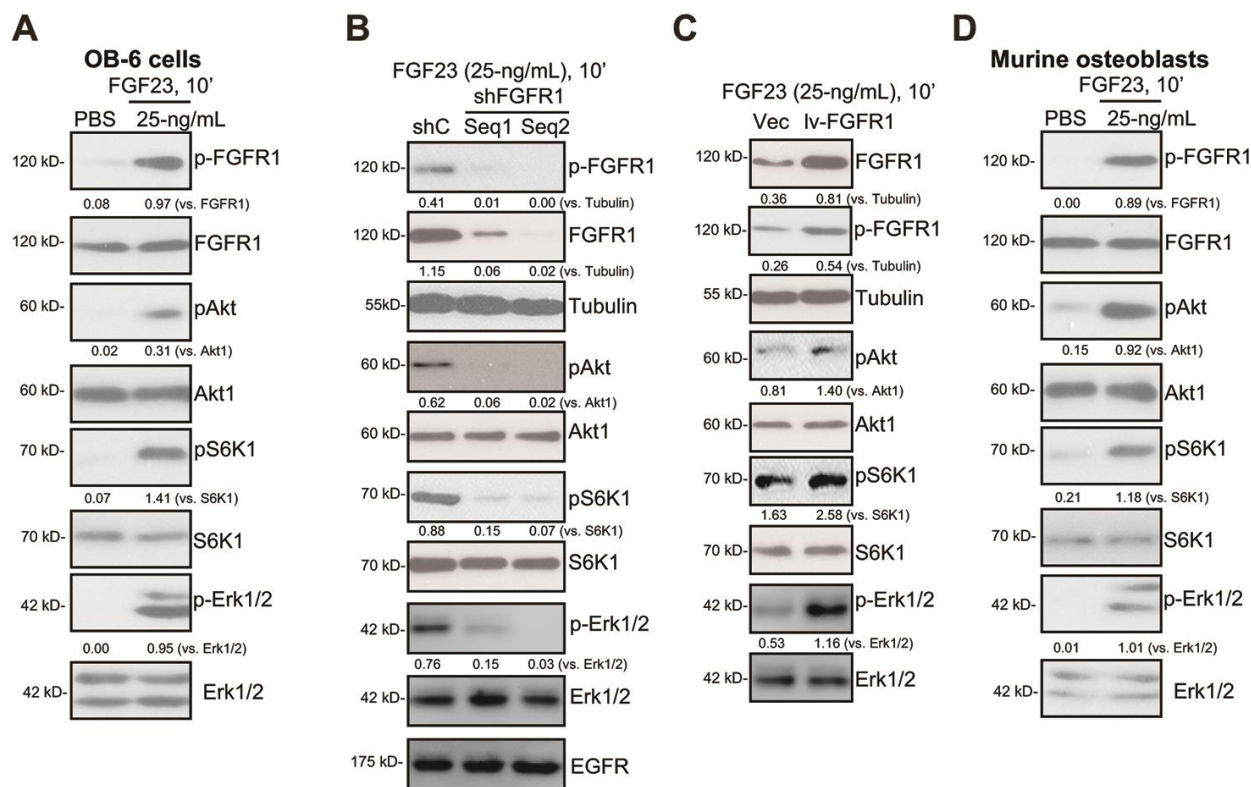 A
OB-6 cells
FGF23, 10’
PBS 25-ng/mL
120 kD- p-FGFR1
0.08 0.97 (vs. FGFR1)
120 kD- FGFR1
60 kD- pAkt
0.02 0.31 (vs. Akt1)
60 kD- Akt1
70 kD- pS6K1
0.07 1.41 (vs. S6K1)
70 kD- S6K1
42 kD- p-Erk1/2
0.00 0.95 (vs. Erk1/2)
42 kD- Erk1/2
B
FGF23 (25-ng/mL), 10’
shFGFR1
shC Seq1 Seq2
120 kD- p-FGFR1
0.41 0.01 0.00 (vs. Tubulin)
120 kD- FGFR1
1.15 0.06 0.02 (vs. Tubulin)
55kD- Tubulin
60 kD- pAkt
0.62 0.06 0.02 (vs. Akt1)
60 kD- Akt1
70 kD- pS6K1
0.88 0.15 0.07 (vs. S6K1)
70 kD- S6K1
42 kD- p-Erk1/2
0.76 0.15 0.03 (vs. Erk1/2)
42 kD- Erk1/2
175 kD- EGFR
C
FGF23 (25-ng/mL), 10’
Vec lv-FGFR1
120 kD- FGFR1
0.36 0.81 (vs. Tubulin)
p-FGFR1
120 kD-
0.26 0.54 (vs. Tubulin)
55 kD- Tubulin
pAkt
60 kD-
0.81 1.40 (vs. Akt1)
60 kD- Akt1
70 kD- pS6K1
1.63 2.58 (vs. S6K1)
70 kD- S6K1
42 kD- p-Erk1/2
0.53 1.16 (vs. Erk1/2)
42 kD- Erk1/2
D
Murine osteoblasts
FGF23, 10’
PBS 25-ng/mL
120 kD- p-FGFR1
0.00 0.89 (vs. FGFR1)
120 kD- FGFR1
60 kD- pAkt
0.15 0.92 (vs. Akt1)
60 kD- Akt1
70 kD- pS6K1
0.21 1.18 (vs. S6K1)
70 kD- S6K1
42 kD- p-Erk1/2
0.01 1.01 (vs. Erk1/2)
42 kD- Erk1/2